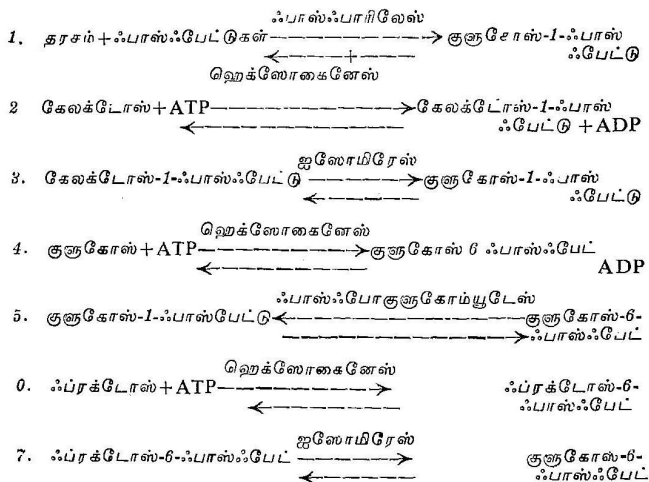 ஃபாஸ்ஃபாரிலேஸ்
1. தரசம்+ஃபாஸ்ஃபேட்டுகள் குளுசோஸ்-1-ஃபாஸ்
ஃபேட்டு
ஹெக்ஸோகைனேஸ்
2 கேலக்டோஸ்+ATP கேலக்டோஸ்-1-ஃபாஸ்
ஃபேட்டு +ADP
ஐஸோமிரேஸ்
3. கேலக்டோஸ்-1-ஃபாஸ்ஃபேட்டு குளுகோஸ்-1-ஃபாஸ்
ஃபேட்டு
ஹெக்ஸோகைனேஸ்
4. குளுகோஸ்+ATP குளுகோஸ் 6 ஃபாஸ்ஃபேட்
ADP
ஃபாஸ்ஃபோகுளுகோம்யூடேஸ்
5. குளுகோஸ்-1-ஃபாஸ்பேட்டு குளுகோஸ்-6-
ஃபாஸ்ஃபேட்
ஹெக்ஸோகைனேஸ்
0. ஃப்ரக்டோஸ்+ATP ஃப்ரக்டோஸ்-6-
ஃபாஸ்ஃபேட்
ஐஸோமிரேஸ்
7. ஃப்ரக்டோஸ்-6-ஃபாஸ்ஃபேட் குளுகோஸ்-6-
ஃபாஸ்ஃபேட்